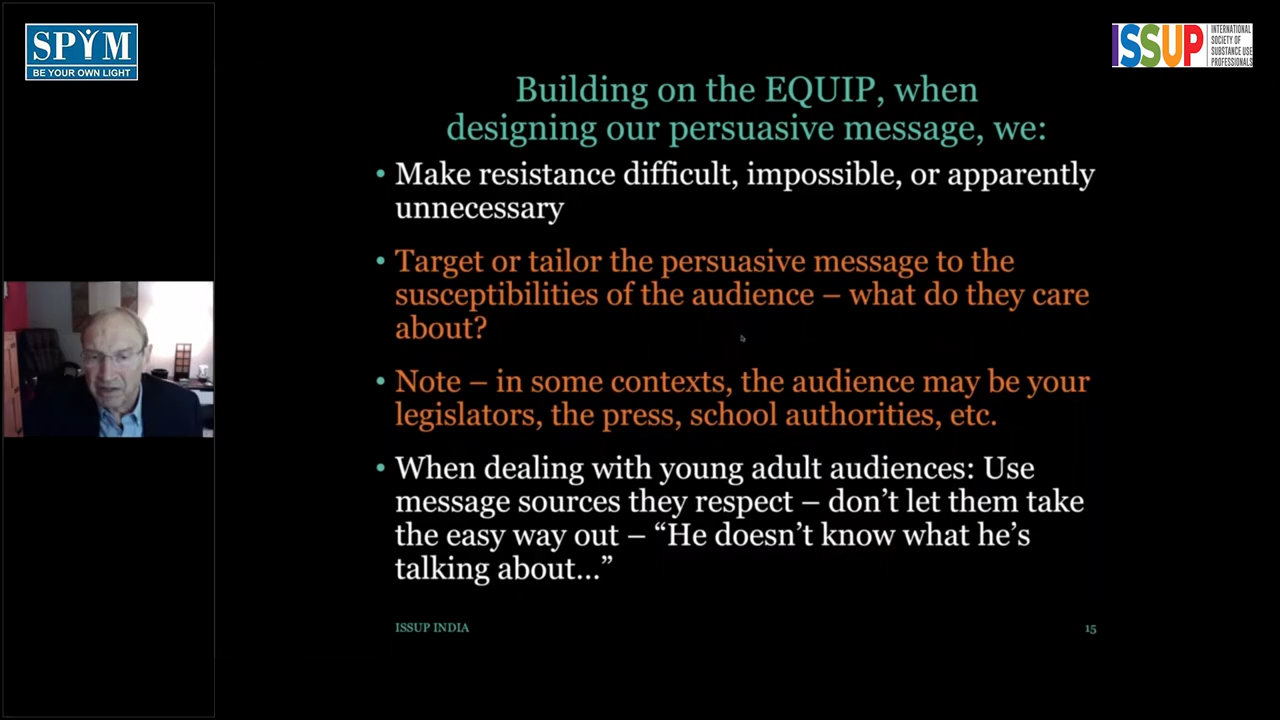 SPYM
BE YOUR OWN LIGHT
ISSUP
INTERNATIONAL
SOCIETY OF
SUBSTANCE USE
PROFESSIONALS
Building on the EQUIP, when
designing our persuasive message, we:
• Make resistance difficult, impossible, or apparently
unnecessary
• Target or tailor the persuasive message to the
susceptibilities of the audience – what do they care
about?
• Note – in some contexts, the audience may be your
legislators, the press, school authorities, etc.
• When dealing with young adult audiences: Use
message sources they respect – don’t let them take
the easy way out – “He doesn’t know what he’s
talking about…”
ISSUP INDIA
15